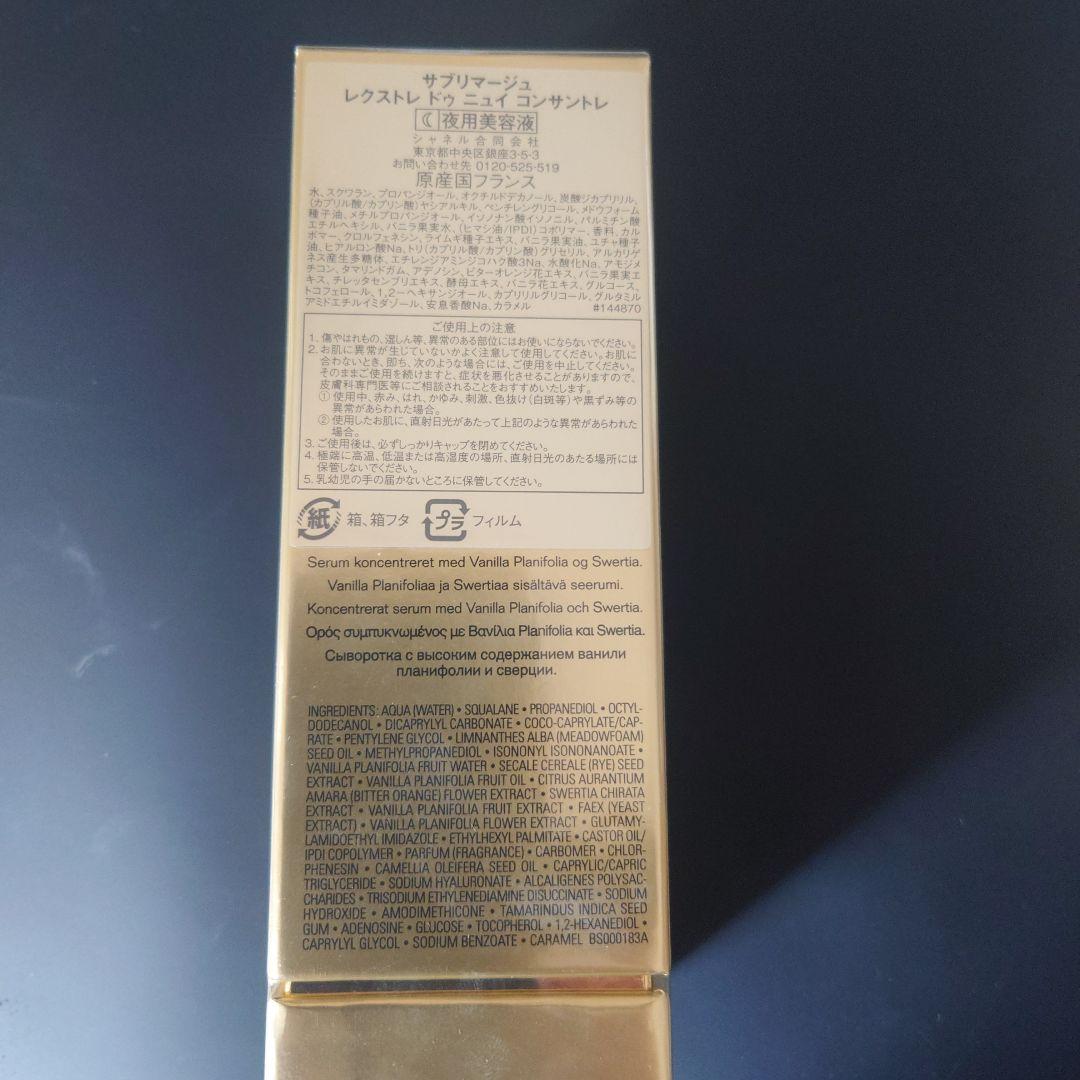 サブリマージュ
レクストレ ドゥ ニュイ コンサントレ
夜用美容液
シャネル合同会社
東京都中央区銀座3-5-3
お問い合わせ先 0120-525-519
原産国フランス
水、スクワラン、プロパンジオール、オクチルドデカノール、炭酸ジカプリリル、
(カプリル酸/カプリン酸)ヤシアルキル、ペンチレングリコール、メドウフォーム
種子油、メチルプロパンジオール、イソノナン酸イソノニル、パルミチン酸
エチルヘキシル、バニラ果実水、(ヒマシ油/IPDI)コポリマー、香料、カル
ボマー、クロルフェネシン、ライムギ種子エキス、バニラ果実油、ユチャ種子
油、ヒアルロン酸Na、トリ(カプリル酸/カプリン酸)グリセリル、アルカリゲ
ネス産生多糖体、エチレンジアミンジコハク酸3Na、水酸化Na、アモジメ
チコン、タマリンドガム、アデノシン、ビターオレンジ花エキス、バニラ果実エ
キス、チレッタセンブリエキス、酵母エキス、バニラ花エキス、グルコース、
トコフェロール、1,2-ヘキサンジオール、カプリリルグリコール、グルタミル
アミドエチルイミダゾール、安息香酸Na、カラメル #144870
ご使用上の注意
1. 傷やはれもの、湿しん等、異常のある部位にはお使いにならないでください。
2. お肌に異常が生じていないかよく注意して使用してください。お肌に
合わないとき、即ち、次のような場合には、ご使用を中止してください。
そのままご使用を続けますと、症状を悪化させることがありますので、
皮膚科専門医等にご相談されることをおすすめいたします。
① 使用中、赤み、はれ、かゆみ、刺激、色抜け(白斑等)や黒ずみ等の
異常があらわれた場合。
② 使用したお肌に、直射日光があたって上記のような異常があらわれた
場合。
3. ご使用後は、必ずしっかりキャップを閉めてください。
4. 極端に高温、低温または高湿度の場所、直射日光のあたる場所には
保管しないでください。
5. 乳幼児の手の届かないところに保管してください。
紙 箱、箱フタ プラ フィルム
Serum koncentreret med Vanilla Planifolia og Swertia.
Vanilla Planifoliaa ja Swertiaa sisältävä seerumi.
Koncentrerat serum med Vanilla Planifolia och Swertia.
Ορός συμπυκνωμένος με Βανίλια Planifolia και Swertia.
Сыворотка с высоким содержанием ванили
планифолии и сверции.
INGREDIENTS: AQUA (WATER) • SQUALANE • PROPANEDIOL • OCTYL-
DODECANOL • DICAPRYLYL CARBONATE • COCO-CAPRYLATE/CAP-
RATE • PENTYLENE GLYCOL • LIMNANTHES ALBA (MEADOWFOAM)
SEED OIL • METHYLPROPANEDIOL • ISONONYL ISONONANOATE •
VANILLA PLANIFOLIA FRUIT WATER • SECALE CEREALE (RYE) SEED
EXTRACT • VANILLA PLANIFOLIA FRUIT OIL • CITRUS AURANTIUM
AMARA (BITTER ORANGE) FLOWER EXTRACT • SWERTIA CHIRATA
EXTRACT • VANILLA PLANIFOLIA FRUIT EXTRACT • FAEX (YEAST
EXTRACT) • VANILLA PLANIFOLIA FLOWER EXTRACT • GLUTAMY-
LAMIDOETHYL IMIDAZOLE • ETHYLHEXYL PALMITATE • CASTOR OIL/
IPDI COPOLYMER • PARFUM (FRAGRANCE) • CARBOMER • CHLOR-
PHENESIN • CAMELLIA OLEIFERA SEED OIL • CAPRYLIC/CAPRIC
TRIGLYCERIDE • SODIUM HYALURONATE • ALCALIGENES POLYSAC-
CHARIDES • TRISODIUM ETHYLENEDIAMINE DISUCCINATE • SODIUM
HYDROXIDE • AMODIMETHICONE • TAMARINDUS INDICA SEED
GUM • ADENOSINE • GLUCOSE • TOCOPHEROL • 1,2-HEXANEDIOL •
CAPRYLYL GLYCOL • SODIUM BENZOATE • CARAMEL BS000183A